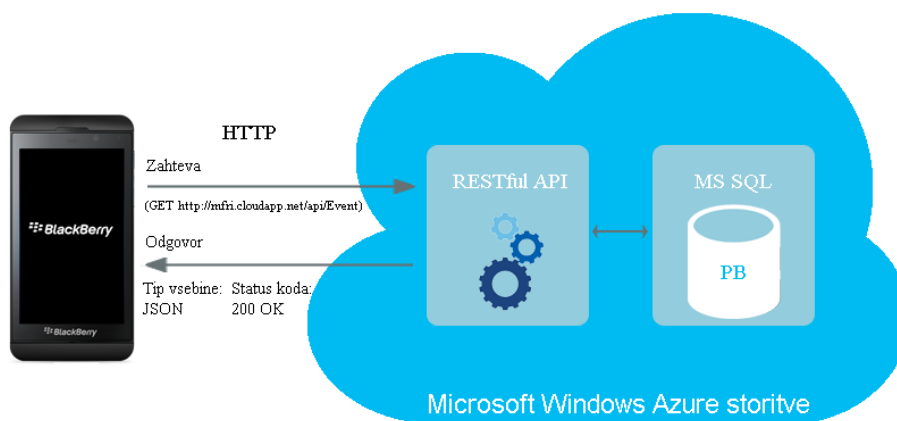 HTTP
Zahteva
(GET http://mfri.cloudapp.net/api/Event)
Odgovor
Tip vsebine: Status koda:
JSON 200 OK
BlackBerry
BlackBerry
RESTful API
MS SQL
PB
Microsoft Windows Azure storitve